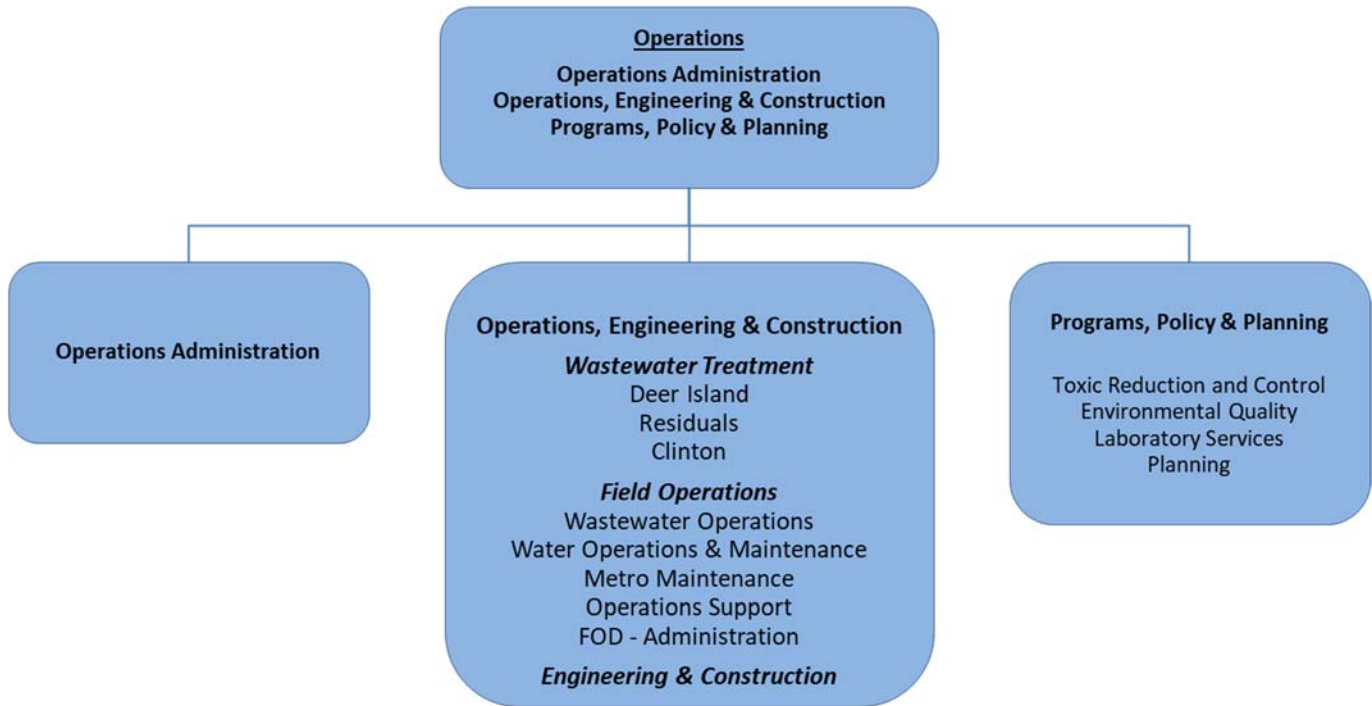 Operations
Operations Administration
Operations, Engineering & Construction
Programs, Policy & Planning
Operations Administration
Operations, Engineering & Construction
Wastewater Treatment
Deer Island
Residuals
Clinton
Field Operations
Wastewater Operations
Water Operations & Maintenance
Metro Maintenance
Operations Support
FOD - Administration
Engineering & Construction
Programs, Policy & Planning
Toxic Reduction and Control
Environmental Quality
Laboratory Services
Planning